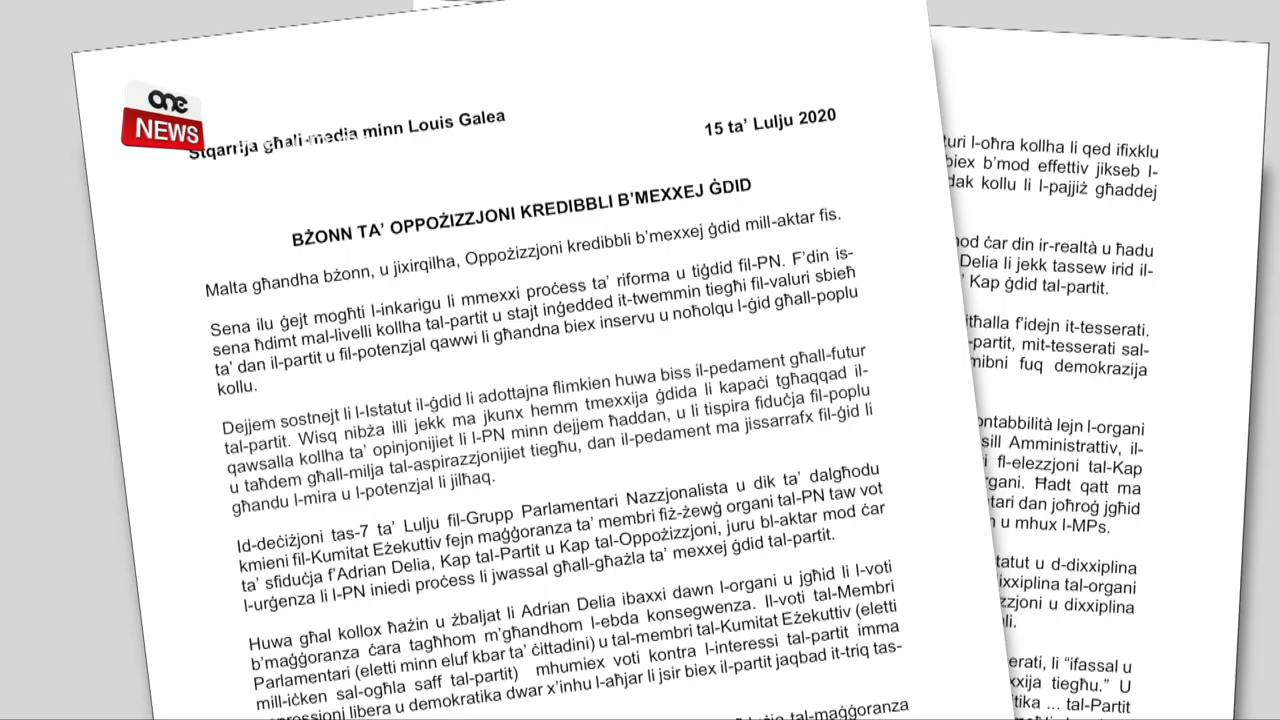 one
NEWS
Stqarrija għall-media minn Louis Galea
15 ta’ Lulju 2020
BŻONN TA’ OPPOŻIZZJONI KREDIBBLI B’MEXXEJ ĠDID
Malta għandha bżonn, u jixirqilha, Oppożizzjoni kredibbli b’mexxej ġdid mill-aktar fis.
Sena ilu ġejt mogħti l-inkarigu li mmexxi proċess ta’ riforma u tiġdid fil-PN. F’din is-
sena ħdimt mal-livelli kollha tal-partit u stajt inġedded it-twemmin tiegħi fil-valuri sbieħ
ta’ dan il-partit u fil-potenzjal qawwi li għandna biex inservu u noħolqu l-ġid għall-poplu
kollu.
Dejjem sostnejt li l-Istatut il-ġdid li adottajna flimkien huwa biss il-pedament għall-futur
tal-partit. Wisq nibża illi jekk ma jkunx hemm tmexxija ġdida li kapaċi tgħaqqad il-
qawsalla kollha ta’ opinjonijiet li l-PN minn dejjem ħaddan, u li tispira fiduċja fil-poplu
u taħdem għall-milja tal-aspirazzjonijiet tiegħu, dan il-pedament ma jissarrafx fil-ġid li
għandu l-mira u l-potenzjal li jilħaq.
Id-deċiżjoni tas-7 ta’ Lulju fil-Grupp Parlamentari Nazzjonalista u dik ta’ dalgħodu
kmieni fil-Kumitat Eżekuttiv fejn maġġoranza ta’ membri fiż-żewġ organi tal-PN taw vot
ta’ sfiduċja f’Adrian Delia, Kap tal-Partit u Kap tal-Oppożizzjoni, juru bl-aktar mod ċar
l-urġenza li l-PN iniedi proċess li jwassal għall-għażla ta’ mexxej ġdid tal-partit.
Huwa għal kollox ħażin u żbaljat li Adrian Delia ibaxxi dawn l-organi u jgħid li l-voti
b’maġġoranza ċara tagħhom m’għandhom l-ebda konsegwenza. Il-voti tal-Membri
Parlamentari (eletti minn eluf kbar ta’ ċittadini) u tal-membri tal-Kumitat Eżekuttiv (eletti
mill-iċken sal-ogħla saff tal-partit) mhumiex voti kontra l-interessi tal-partit imma
espressjoni libera u demokratika dwar x’inhu l-aħjar li jsir biex il-partit jaqbad it-triq tas-
tal-maġġoranza
l-oħra kollha li qed ifixklu
biex b’mod effettiv jikseb l-
kollu li l-pajjiż għaddej
ċar din ir-realtà u ħadu
Delia li jekk tassew irid il-
Kap ġdid tal-partit.
f’idejn it-tesserati.
mit-tesserati sal-
fuq demokrazija
lejn l-organi
Amministrattiv, il-
fl-elezzjoni tal-Kap
Ħadt qatt ma
dan joħroġ jgħid
u mhux l-MPs.
u d-dixxiplina
tal-organi
u dixxiplina
li “ifassal u
tiegħu.” U
... tal-Partit